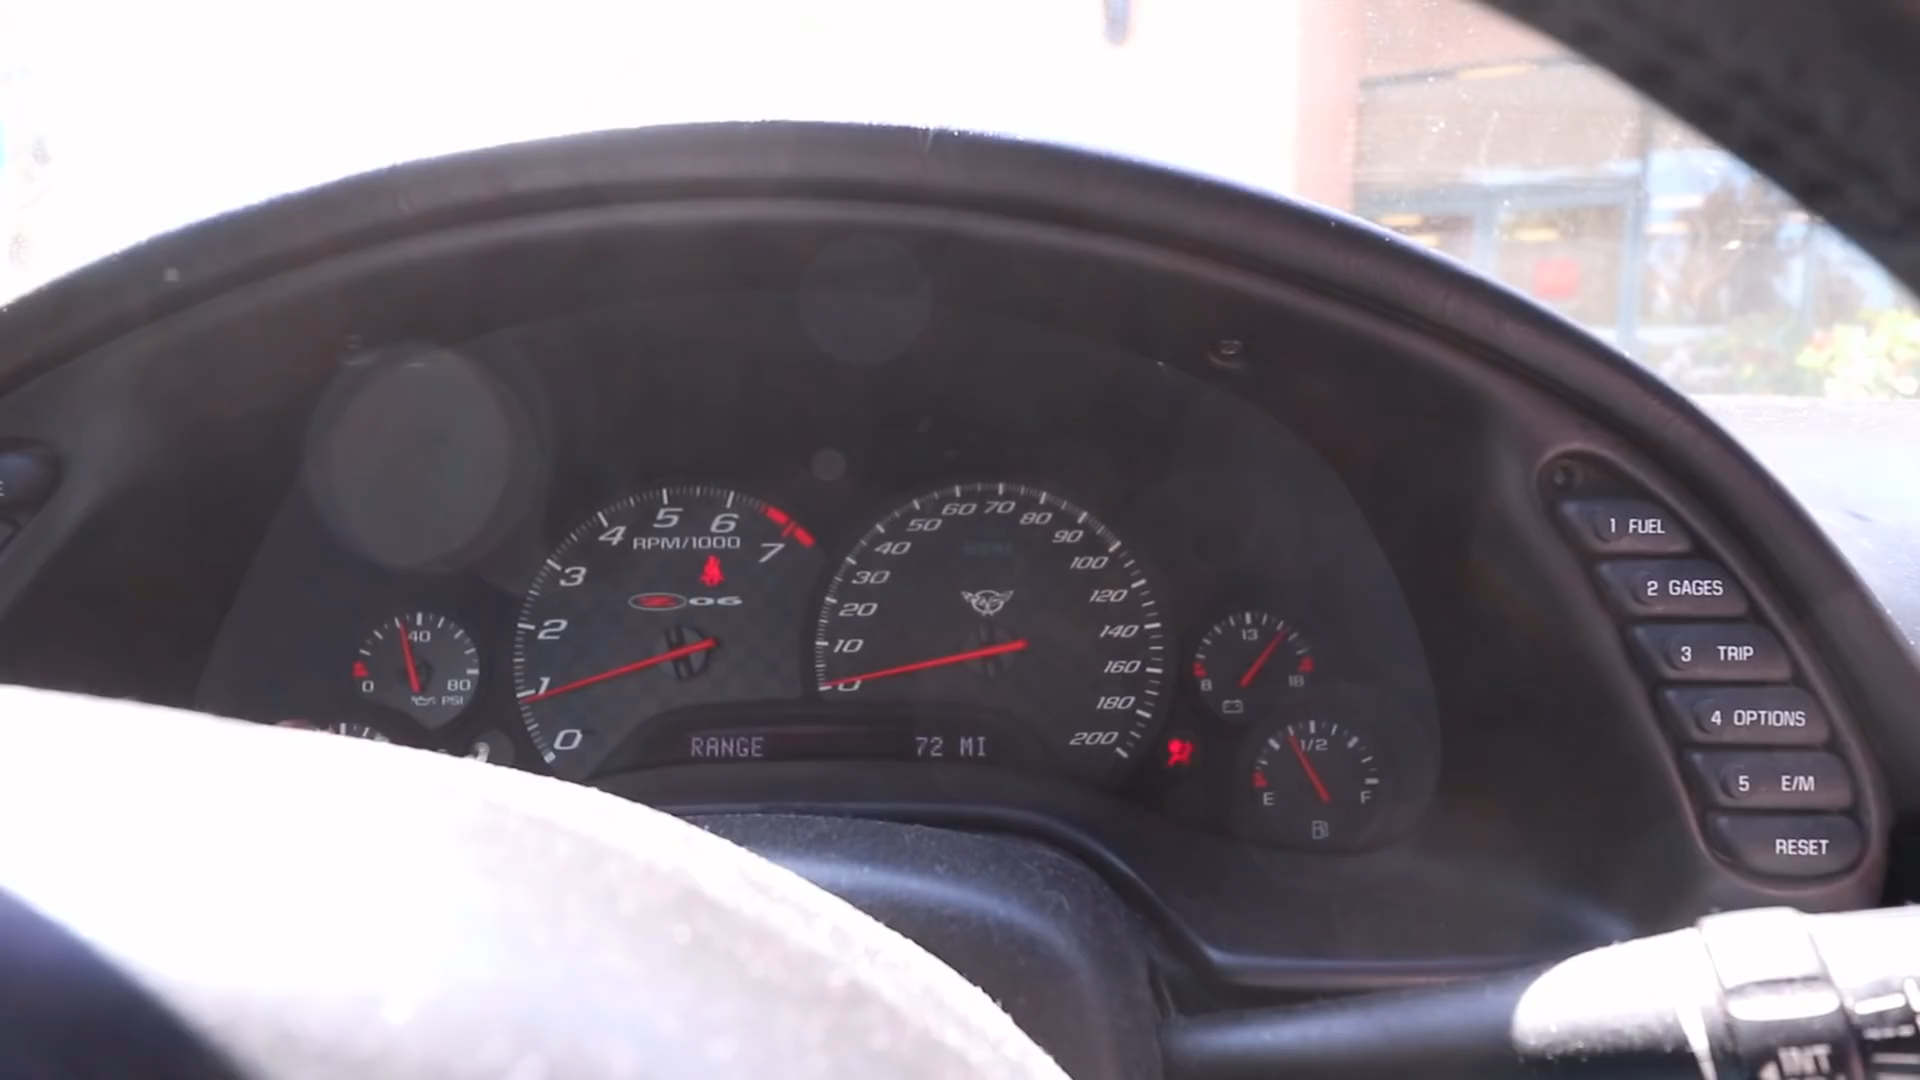 5 6
4 RPM/1000 7
3
Z06
2
1
0
40
0 80
PSI
60 70
50 80
40 90
30 100
20 120
10 140
0 160
180
200
RANGE 72 MI
13
8 18
1/2
E F
1 FUEL
2 GAGES
3 TRIP
4 OPTIONS
5 E/M
RESET
INT